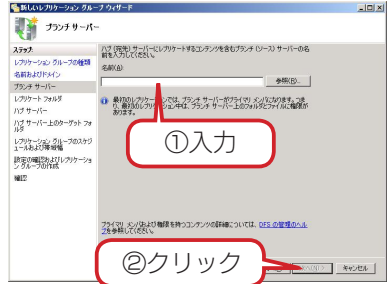 新しいレプリケーション グループ ウィザード
ブランチ サーバー
ステップ:
レプリケーション グループの種類
名前およびドメイン
ブランチ サーバー
レプリケート フォルダ
ハブ サーバー
ハブ サーバー上のターゲット フォ
ルダ
レプリケーション グループのスケジ
ュールおよび帯域幅
設定の確認およびレプリケーショ
ン グループの作成
確認
ハブ (宛先) サーバーにレプリケートするコンテンツを含むブランチ (ソース) サーバーの名
前を入力してください。
名前(A):
参照(R)...
最初のレプリケーションでは、ブランチ サーバーがプライマリ メンバになります。つま
り、最初のレプリケーション中は、ブランチ サーバー上のフォルダとファイルに権限が
あります。
①入力
プライマリ メンバおよび権限を持つコンテンツの詳細については、DFS の管理のヘル
プを参照してください。
②クリック
キャンセル